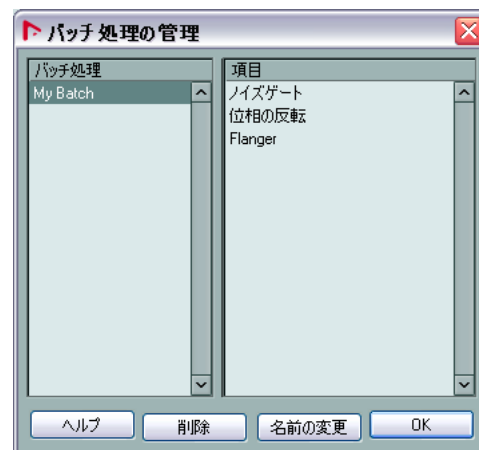 バッチ処理の管理
バッチ処理
項目
My Batch
ノイズゲート
位相の反転
Flanger
ヘルプ
削除
名前の変更
OK